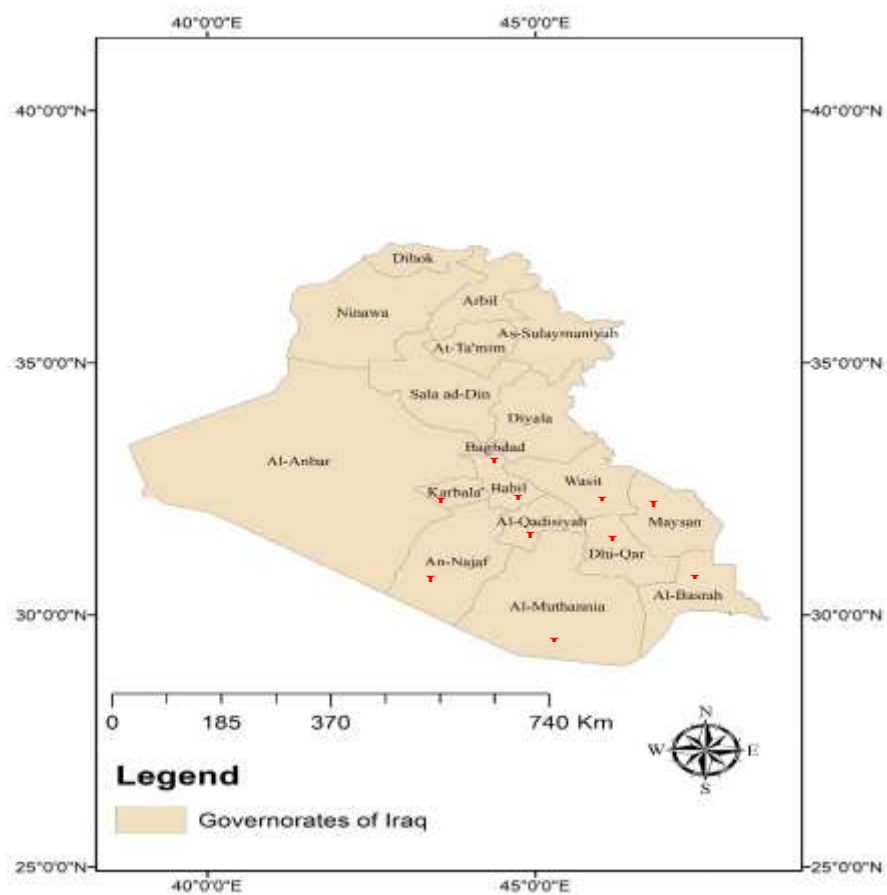 40°0'0"E 45°0'0"E
40°0'0"N 40°0'0"N
Dihok
Arbil
Ninawa
As-Sulaymaniyah
At-Ta'mim
35°0'0"N 35°0'0"N
Sala ad-Din
Diyala
Baghdad
Al-Anbar
Wasit
Karbala' Babil
Al-Qadisiyah Maysan
Dhi-Qar
An-Najaf
Al-Basrah
Al-Muthannia
30°0'0"N 30°0'0"N
0 185 370 740 Km
N
W E
S
Legend
Governorates of Iraq
25°0'0"N 25°0'0"N
40°0'0"E 45°0'0"E